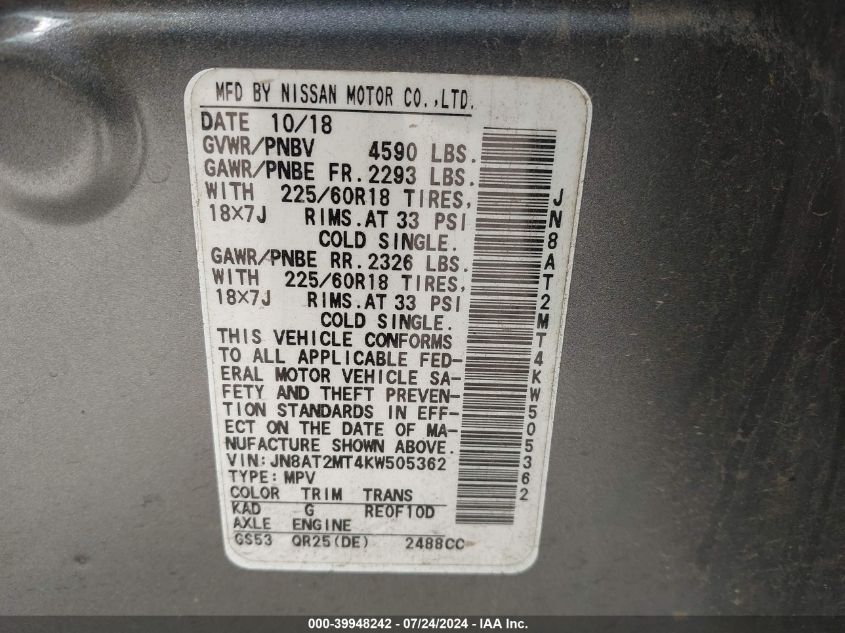 MFD BY NISSAN MOTOR CO.,LTD.
DATE 10/18
GVWR/PNBV 4590 LBS.
GAWR/PNBE FR. 2293 LBS.
WITH 225/60R18 TIRES,
18×7J RIMS.AT 33 PSI
COLD SINGLE.
GAWR/PNBE RR. 2326 LBS.
WITH 225/60R18 TIRES,
18×7J RIMS.AT 33 PSI
COLD SINGLE.
THIS VEHICLE CONFORMS
TO ALL APPLICABLE FED-
ERAL MOTOR VEHICLE SA-
FETY AND THEFT PREVEN-
TION STANDARDS IN EFF-
ECT ON THE DATE OF MA-
NUFACTURE SHOWN ABOVE.
VIN:JN8AT2MT4KW505362
TYPE:MPV
COLOR TRIM TRANS
KAD G RE0F10D
AXLE ENGINE
GS53 QR25(DE) 2488CC
JN8AT2MT4KW505362
000-39948242 - 07/24/2024 - IAA Inc.